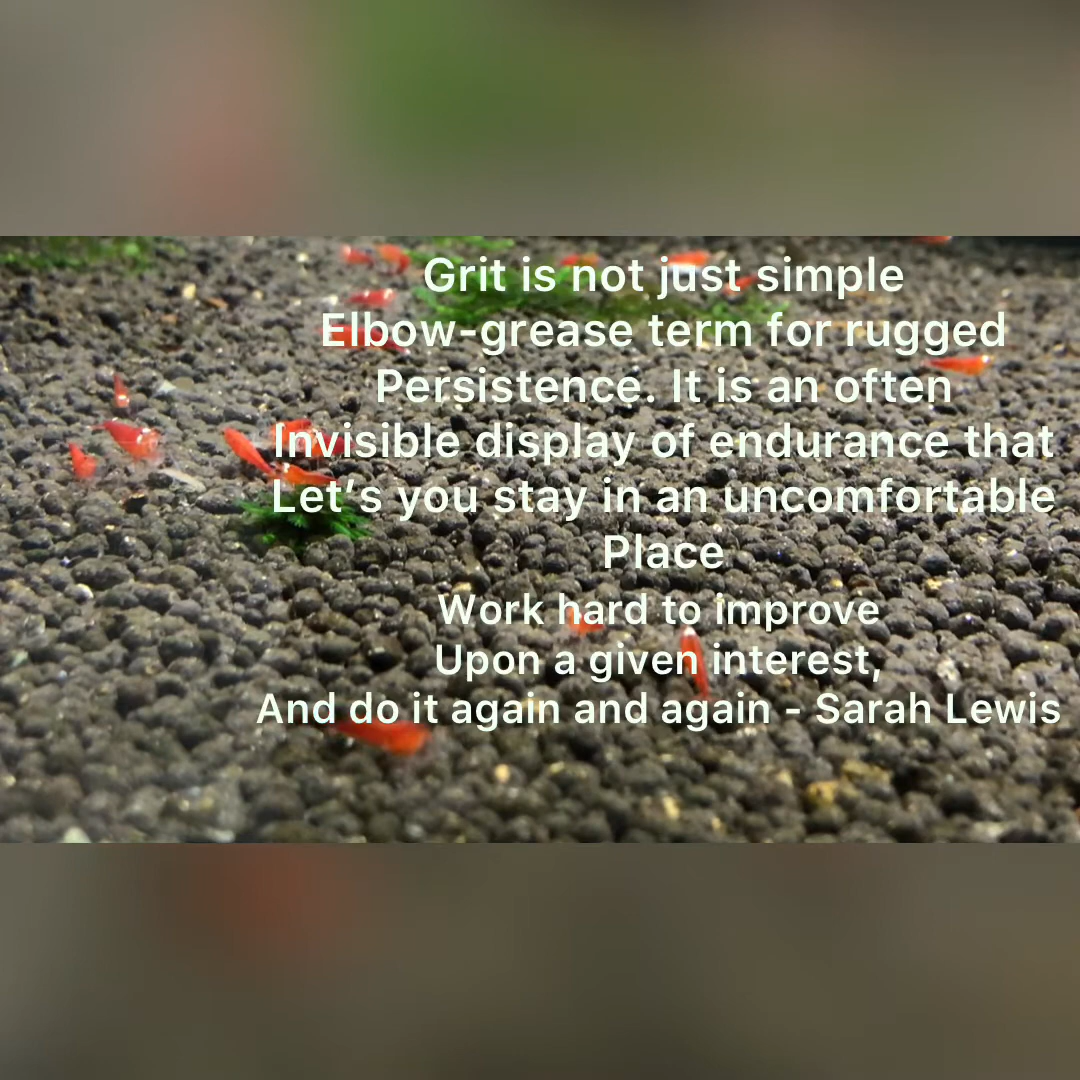 Grit is not just simple
Elbow-grease term for rugged
Persistence. It is an often
Invisible display of endurance that
Let’s you stay in an uncomfortable
Place
Work hard to improve
Upon a given interest,
And do it again and again - Sarah Lewis